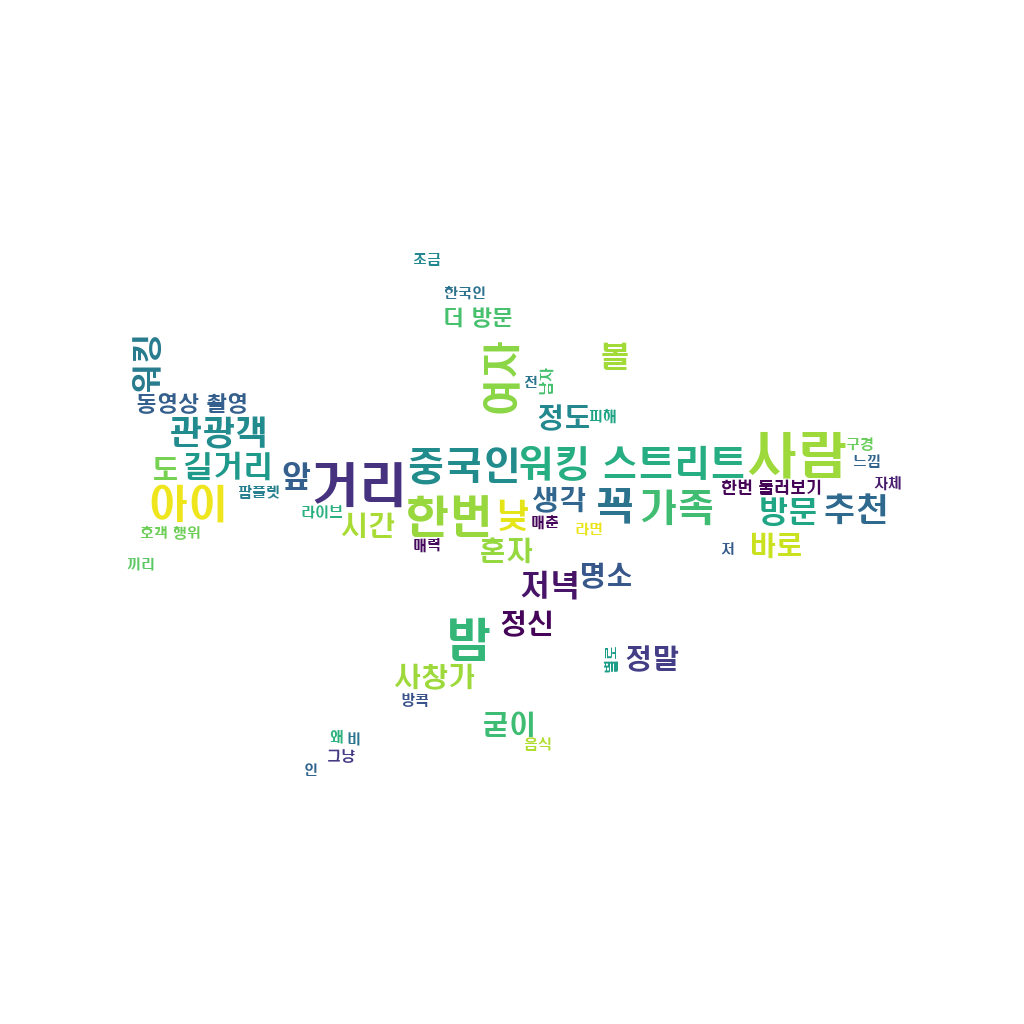 조금
한국인
더 방문
워킹
여자
볼
전
남자
동영상 촬영
정도
피해
관광객
중국인
워킹 스트리트
사람
구경
느낌
도
길거리
앞
거리
한번 둘러보기
자체
아이
팜플렛
라이브
시간
한번
낮
생각
매춘
라면
꼭
가족
방문
추천
호객 행위
매력
혼자
저
바로
끼리
저녁
명소
밤
정신
별로
정말
사창가
방콕
굳이
음식
왜
비
그냥
인